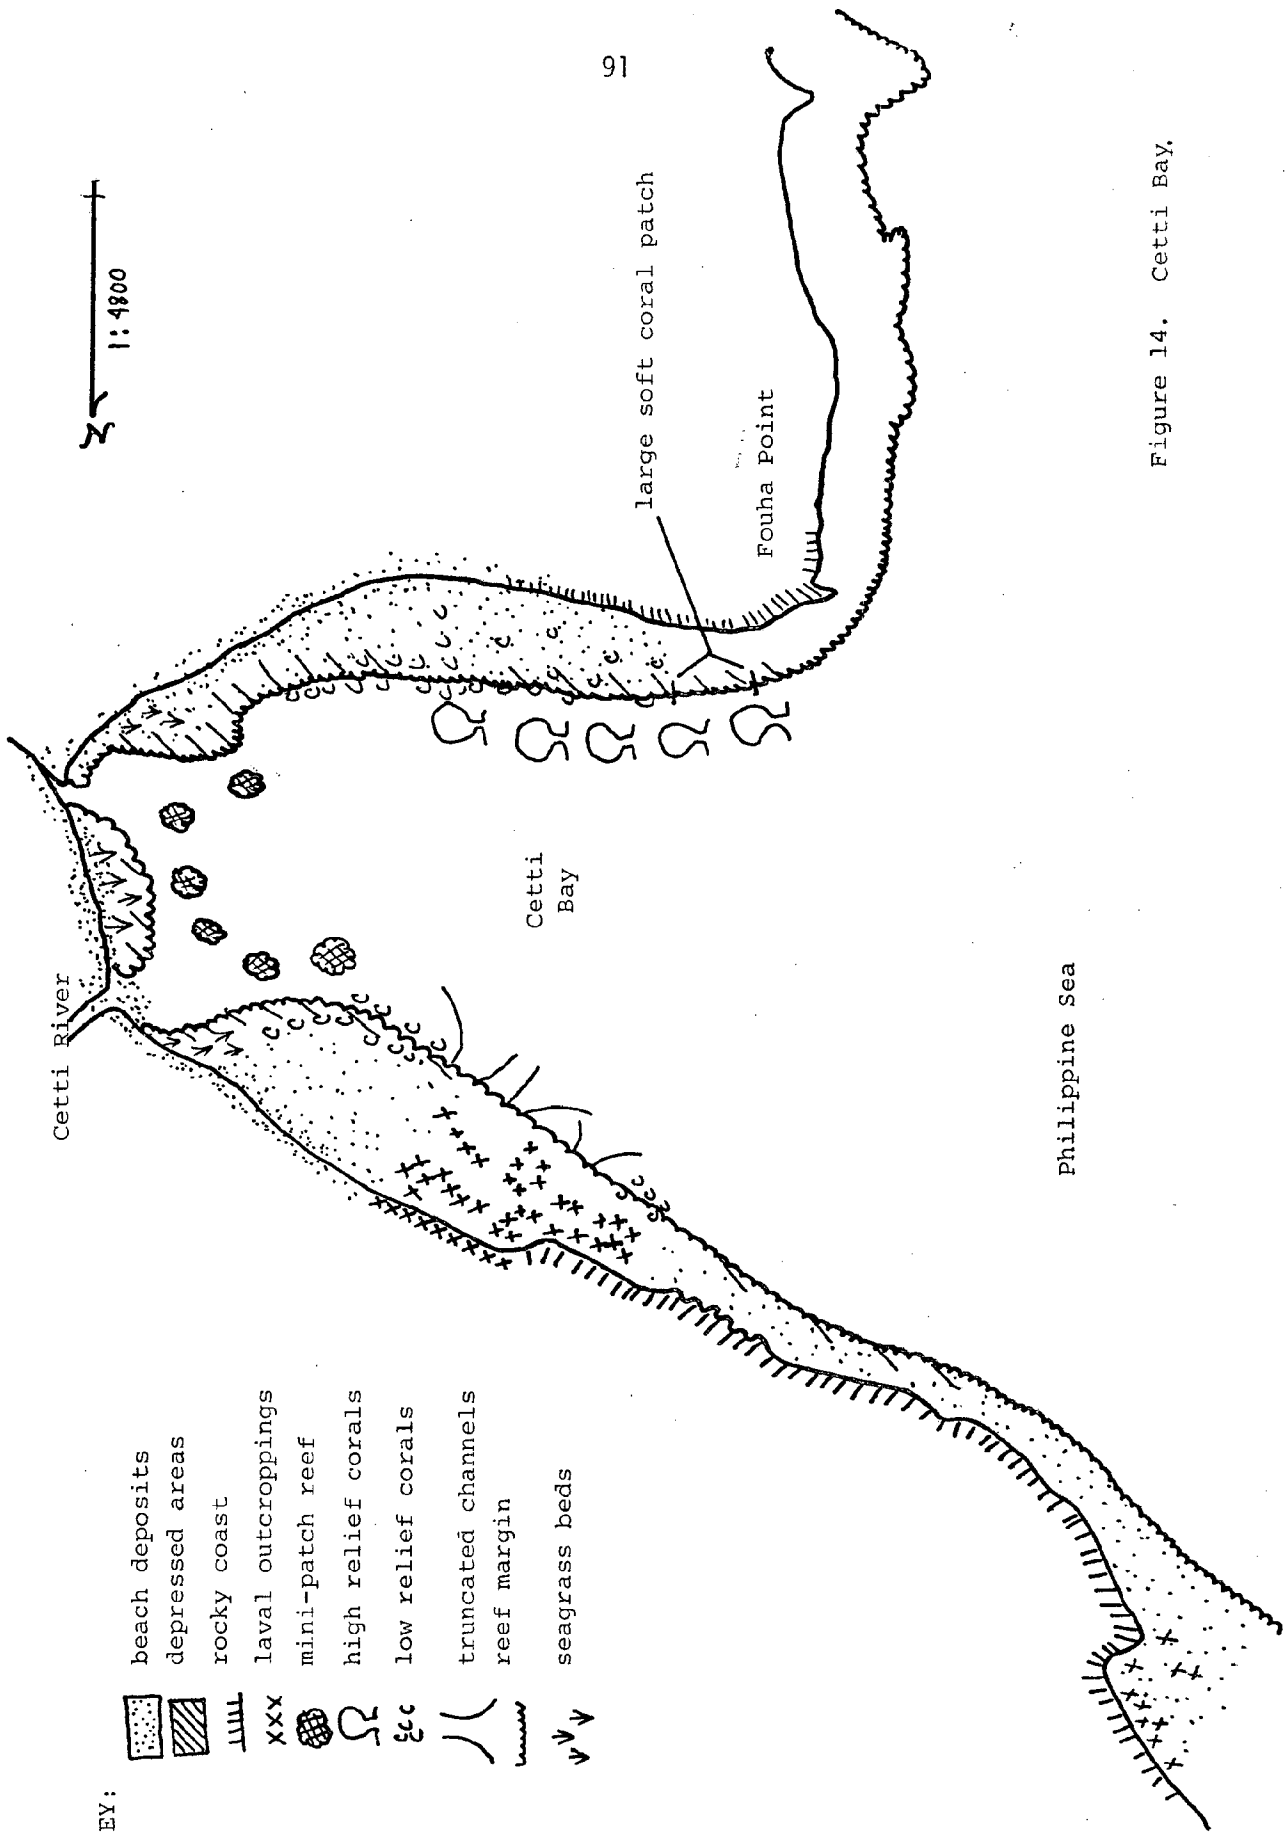 91
N
1:4800
Cetti River
Cetti
Bay
large soft coral patch
Fouha Point
Philippine Sea
EY:
beach deposits
depressed areas
rocky coast
laval outcroppings
mini-patch reef
high relief corals
low relief corals
truncated channels
reef margin
seagrass beds
Figure 14. Cetti Bay.